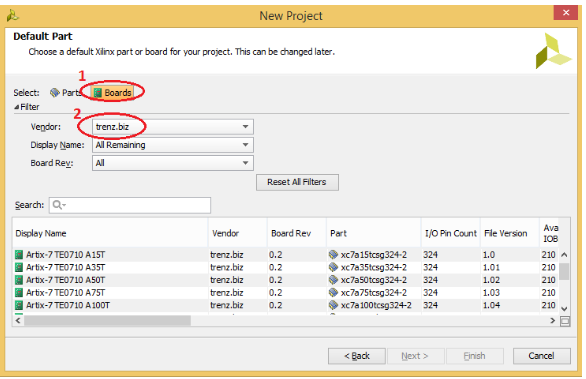 New Project
Default Part
Choose a default Xilinx part or board for your project. This can be changed later.
1
Select: Parts Boards
Filter
2
Vendor: trenz.biz
Display Name: All Remaining
Board Rev: All
Reset All Filters
Search: Q-
Display Name Vendor Board Rev Part I/O Pin Count File Version Ava IOB
Artix-7 TE0710 A15T trenz.biz 0.2 xc7a15tcsg324-2 324 1.0 210
Artix-7 TE0710 A35T trenz.biz 0.2 xc7a35tcsg324-2 324 1.01 210
Artix-7 TE0710 A50T trenz.biz 0.2 xc7a50tcsg324-2 324 1.02 210
Artix-7 TE0710 A75T trenz.biz 0.2 xc7a75tcsg324-2 324 1.03 210
Artix-7 TE0710 A100T trenz.biz 0.2 xc7a100tcsg324-2 324 1.04 210
< Back Next > Finish Cancel